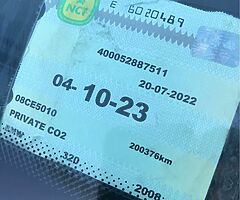 NCT E 6020489
400052887511
20-07-2022
04-10-23
08CE5010
200376km
PRIVATE CO2
320
2008